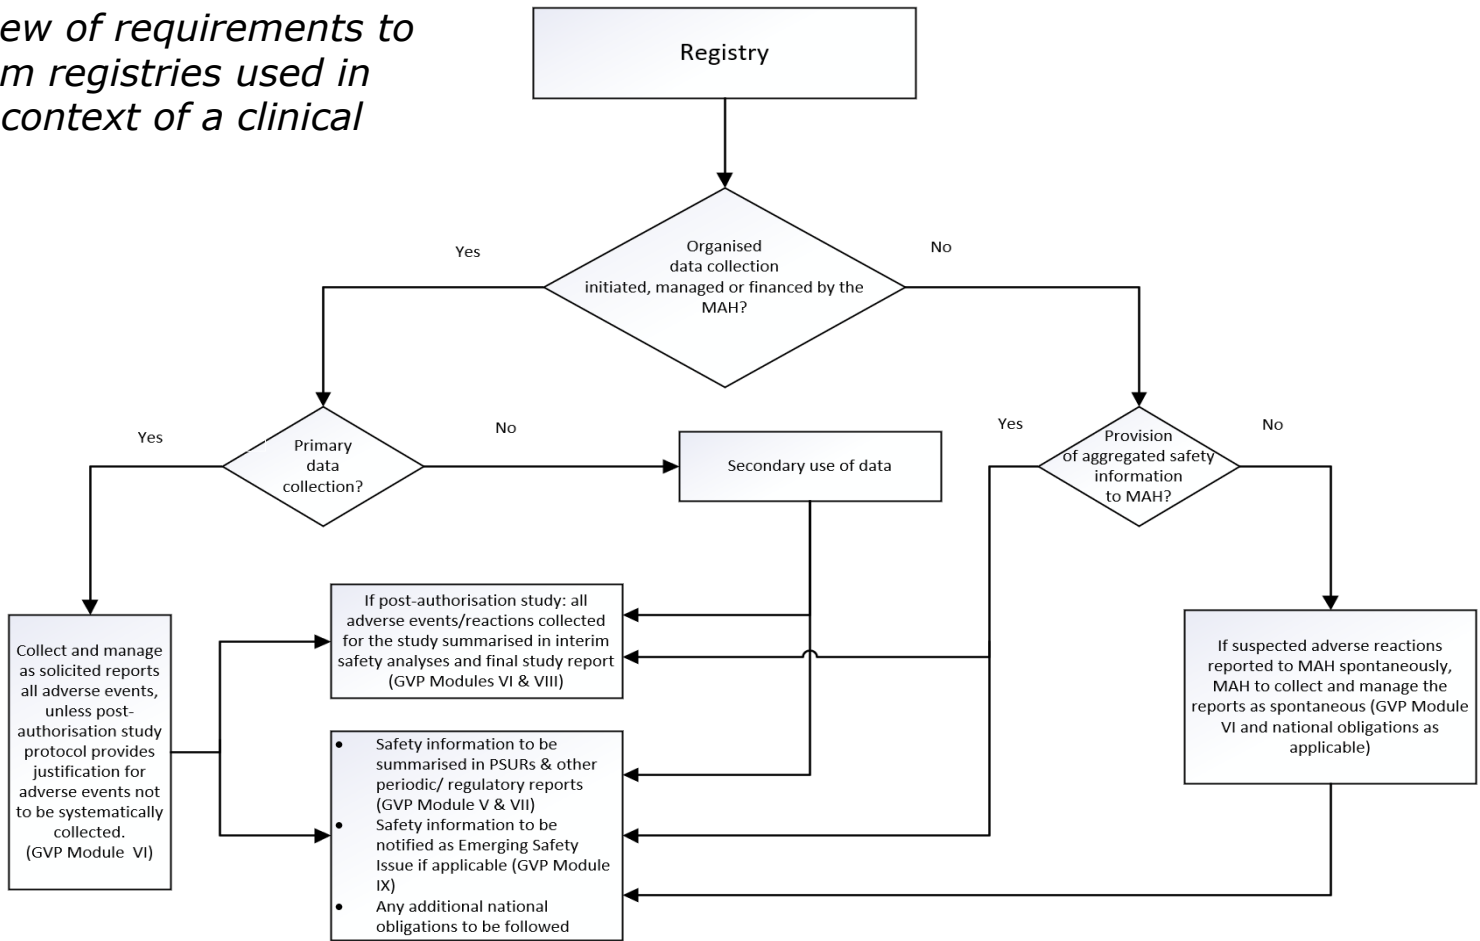 ew of requirements to
m registries used in
context of a clinical
Registry
Organised
data collection
initiated, managed or financed by the
MAH?
Yes
No
Primary
data
collection?
Yes
No
Secondary use of data
Provision
of aggregated safety
information
to MAH?
Yes
No
Collect and manage
as solicited reports
all adverse events,
unless post-
authorisation study
protocol provides
justification for
adverse events not
to be systematically
collected.
(GVP Module VI)
If post-authorisation study: all
adverse events/reactions collected
for the study summarised in interim
safety analyses and final study report
(GVP Modules VI & VIII)
• Safety information to be
summarised in PSURs & other
periodic/ regulatory reports
(GVP Module V & VII)
• Safety information to be
notified as Emerging Safety
Issue if applicable (GVP Module
IX)
• Any additional national
obligations to be followed
If suspected adverse reactions
reported to MAH spontaneously,
MAH to collect and manage the
reports as spontaneous (GVP Module
VI and national obligations as
applicable)